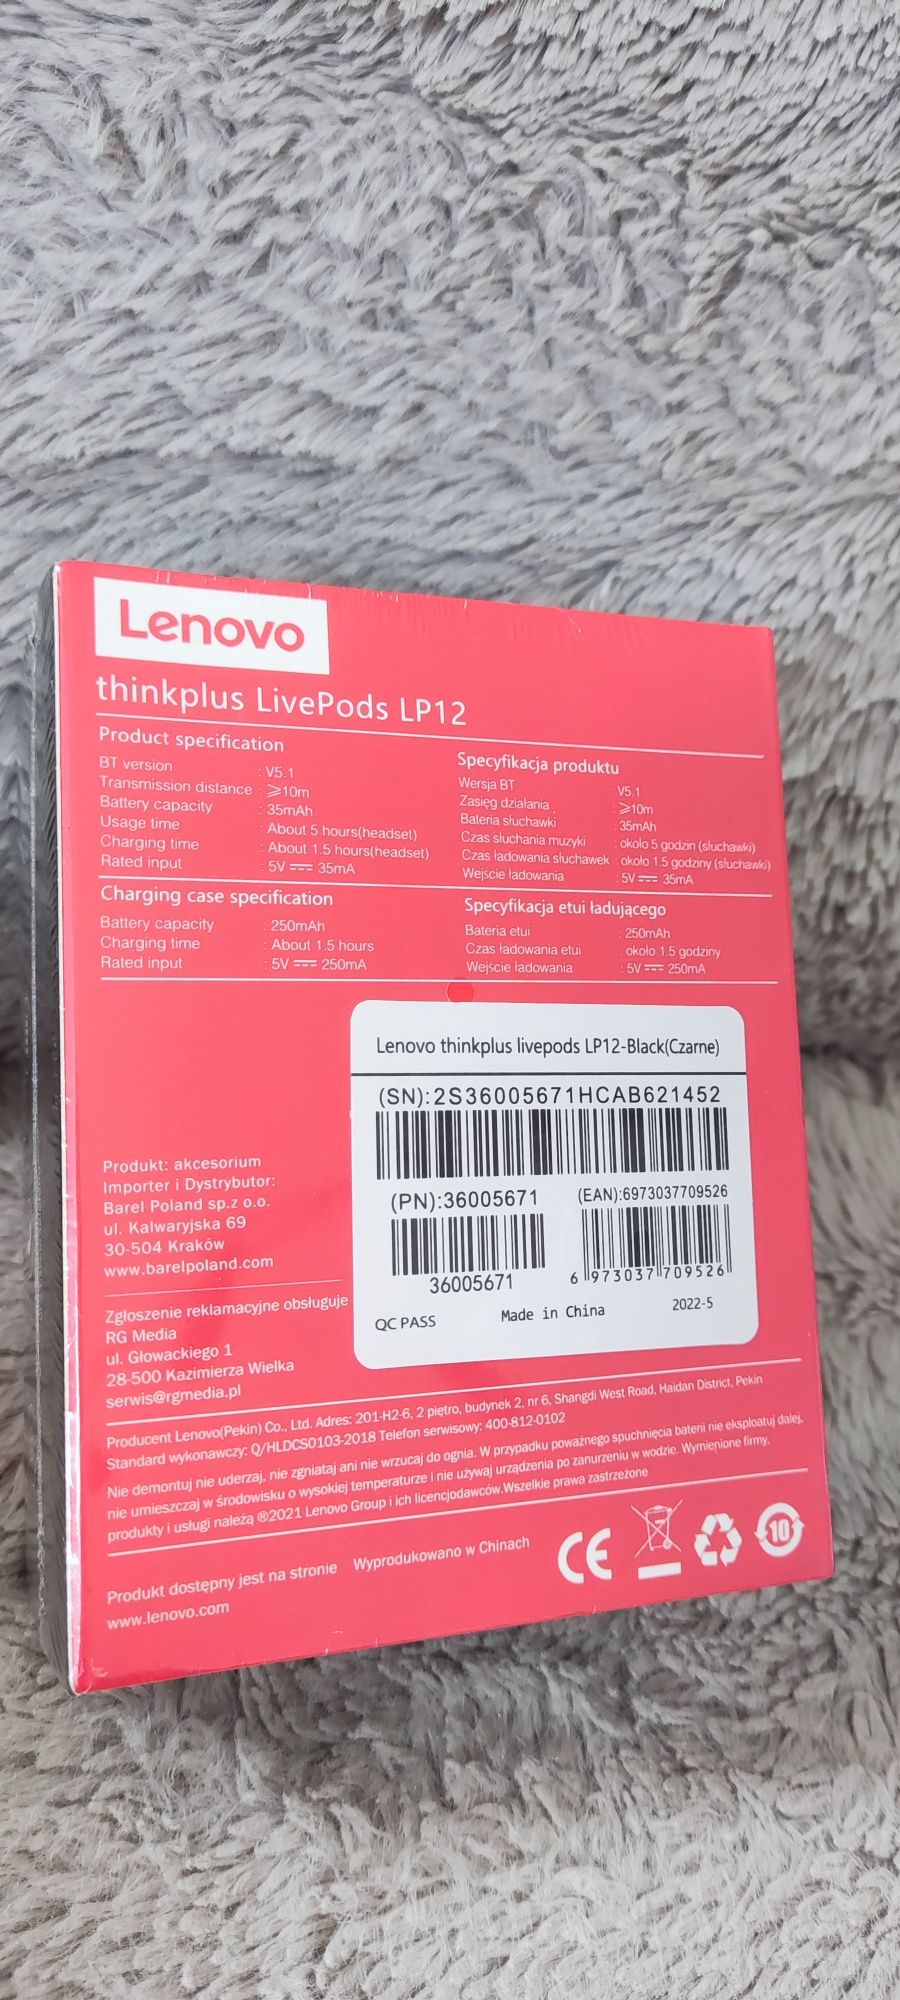 Lenovo
thinkplus LivePods LP12
Product specification
BT version : V5.1
Transmission distance : ⩾10m
Battery capacity : 35mAh
Usage time : About 5 hours(headset)
Charging time : About 1.5 hours(headset)
Rated input : 5V ⎓ 35mA
Charging case specification
Battery capacity : 250mAh
Charging time : About 1.5 hours
Rated input : 5V ⎓ 250mA
Specyfikacja produktu
Wersja BT : V5.1
Zasięg działania : ⩾10m
Bateria słuchawki : 35mAh
Czas słuchania muzyki : około 5 godzin (słuchawki)
Czas ładowania słuchawek : około 1.5 godziny (słuchawki)
Wejście ładowania : 5V ⎓ 35mA
Specyfikacja etui ładującego
Bateria etui : 250mAh
Czas ładowania etui : około 1.5 godziny
Wejście ładowania : 5V ⎓ 250mA
Lenovo thinkplus livepods LP12-Black(Czarne)
(SN):2S36005671HCAB621452
(PN):36005671
36005671
(EAN):6973037709526
6 973037 709526
QC PASS Made in China 2022-5
Produkt: akcesorium
Importer i Dystrybutor:
Barel Poland sp.z o.o.
ul. Kalwaryjska 69
30-504 Kraków
www.barelpoland.com
Zgłoszenie reklamacyjne obsługuje
RG Media
ul. Głowackiego 1
28-500 Kazimierza Wielka
serwis@rgmedia.pl
Producent Lenovo(Pekin) Co., Ltd. Adres: 201-H2-6, 2 piętro, budynek 2, nr 6, Shangdi West Road, Haidan District, Pekin
Standard wykonawczy: Q/HLDCS0103-2018 Telefon serwisowy: 400-812-0102
Nie demontuj nie uderzaj, nie zgniataj ani nie wrzucaj do ognia. W przypadku poważnego spuchnięcia baterii nie eksploatuj dalej,
nie umieszczaj w środowisku o wysokiej temperaturze i nie używaj urządzenia po zanurzeniu w wodzie. Wymienione firmy,
produkty i usługi należą ®2021 Lenovo Group i ich licencjodawców.Wszelkie prawa zastrzeżone
Produkt dostępny jest na stronie Wyprodukowano w Chinach
www.lenovo.com
CE
10